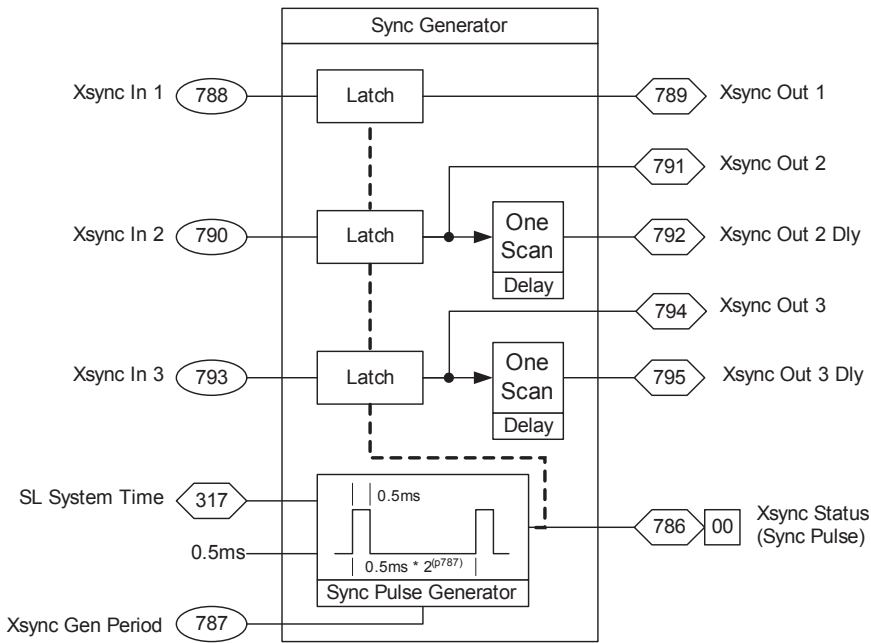 Sync Generator
Xsync In 1
788
Latch
789
Xsync Out 1
791
Xsync Out 2
Xsync In 2
790
Latch
One
Scan
Delay
792
Xsync Out 2 Dly
794
Xsync Out 3
Xsync In 3
793
Latch
One
Scan
Delay
795
Xsync Out 3 Dly
SL System Time
317
0.5ms
0.5ms
0.5ms * 2(p787)
Sync Pulse Generator
786
00
Xsync Status
(Sync Pulse)
Xsync Gen Period
787